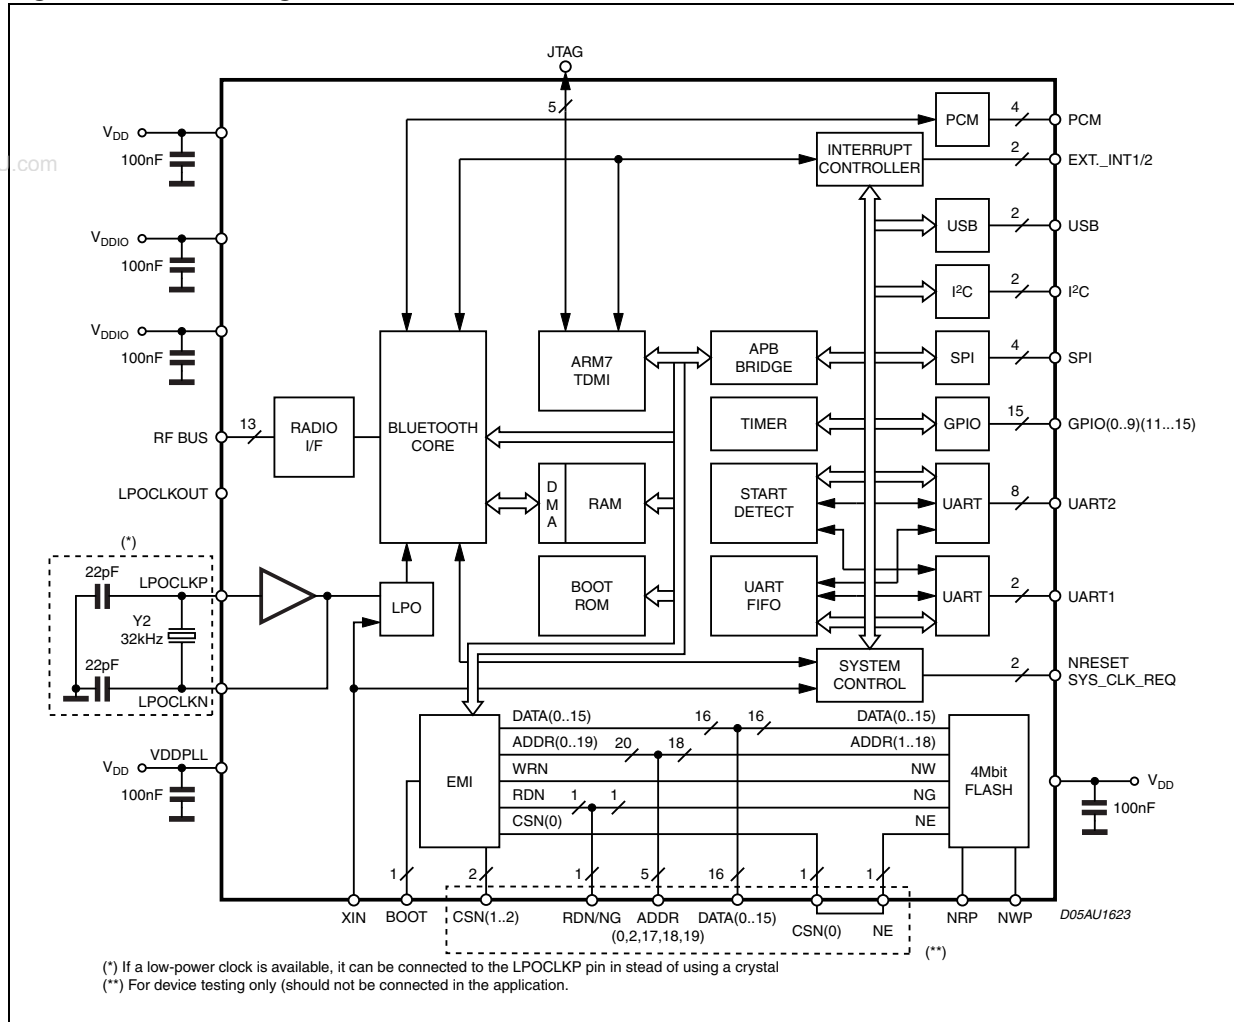 JTAG
5
V_DD
100nF
PCM
4
PCM
INTERRUPT
CONTROLLER
2
EXT._INT1/2
U.com
USB
2
USB
V_DDIO
100nF
I²C
2
I²C
V_DDIO
100nF
ARM7
TDMI
APB
BRIDGE
SPI
4
SPI
RF BUS
13
RADIO
I/F
BLUETOOTH
CORE
TIMER
GPIO
15
GPIO(0..9)(11...15)
LPOCLKOUT
D
M
A
RAM
START
DETECT
UART
8
UART2
(*)
22pF
LPOCLKP
Y2
32kHz
22pF
LPOCLKN
LPO
BOOT
ROM
UART
FIFO
UART
2
UART1
SYSTEM
CONTROL
2
NRESET
SYS_CLK_REQ
V_DD
VDDPLL
100nF
EMI
DATA(0..15)
16
16
DATA(0..15)
ADDR(0..19)
20
18
ADDR(1..18)
WRN
NW
RDN
1
1
NG
CSN(0)
NE
4Mbit
FLASH
V_DD
100nF
1
2
1
5
16
1
1
XIN
BOOT
CSN(1..2)
RDN/NG
ADDR
(0,2,17,18,19)
DATA(0..15)
CSN(0)
NE
NRP
NWP
D05AU1623
(**)
(*) If a low-power clock is available, it can be connected to the LPOCLKP pin in stead of using a crystal
(**) For device testing only (should not be connected in the application.